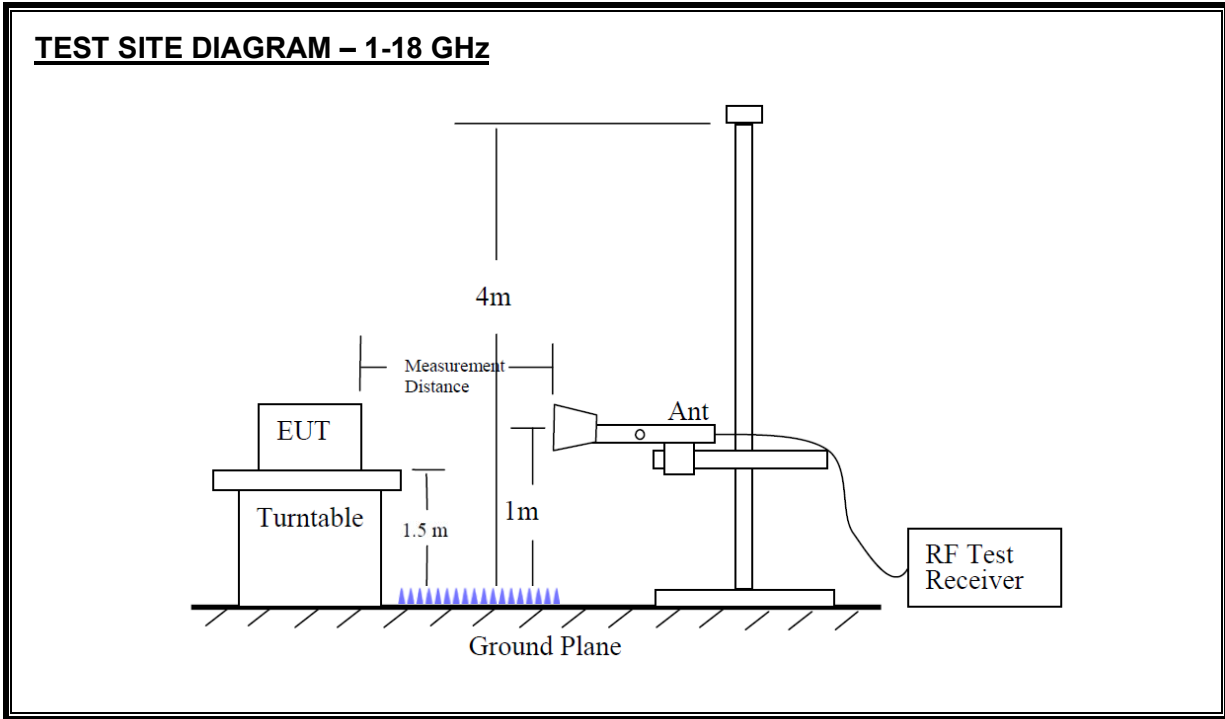 TEST SITE DIAGRAM – 1-18 GHz
4m
Measurement
Distance
EUT
Ant
Turntable
1.5 m
1m
RF Test
Receiver
Ground Plane